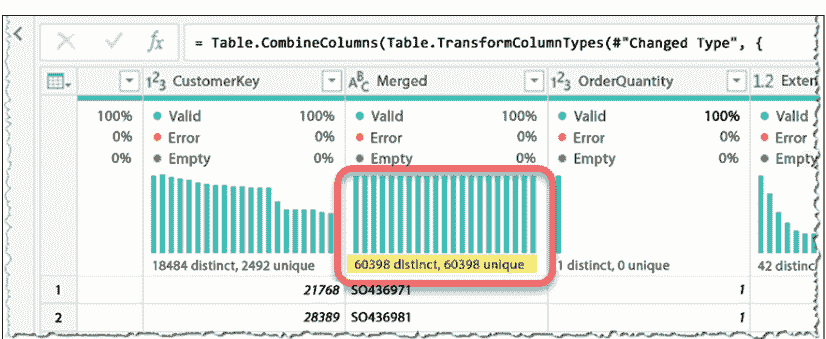 = Table.CombineColumns(Table.TransformColumnTypes(#"Changed Type", {
1²3 CustomerKey ABC Merged 1²3 OrderQuantity 1.2 Exten
100% Valid 100% Valid 100% Valid 100% Valid
0% Error 0% Error 0% Error 0% Error
0% Empty 0% Empty 0% Empty 0% Empty
18484 distinct, 2492 unique 60398 distinct, 60398 unique 1 distinct, 0 unique 42 distinc
1 21768 SO436971 1
2 28389 SO436981 1